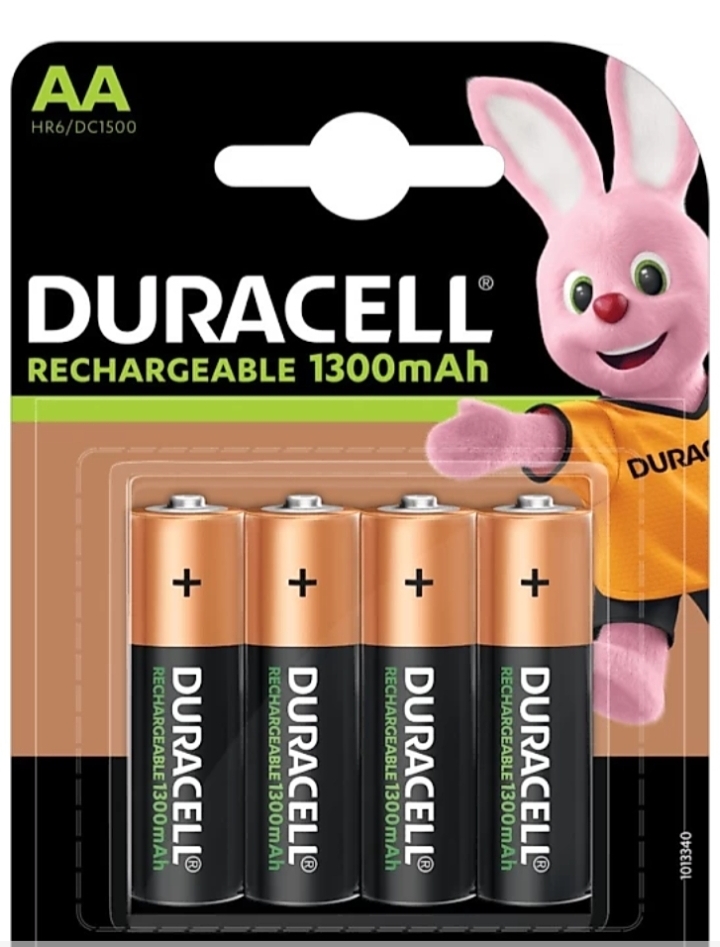 AA
HR6/DC1500
DURACELL®
RECHARGEABLE 1300mAh
DURAC
+ + + +
DURACELL®
RECHARGEABLE 1300mAh
DURACELL®
RECHARGEABLE 1300mAh
DURACELL®
RECHARGEABLE 1300mAh
DURACELL®
RECHARGEABLE 1300mAh
1013340